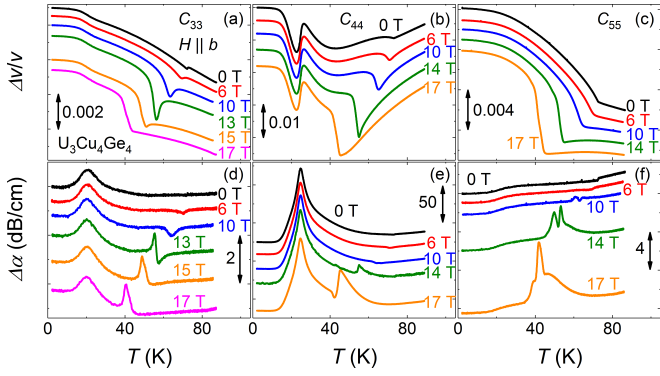 C33 (a)
H || b
0 T
6 T
10 T
13 T
15 T
17 T
0.002
U3Cu4Ge4
C44 (b)
0 T
6 T
10 T
14 T
17 T
0.01
C55 (c)
0 T
6 T
10 T
14 T
17 T
0.004
Δv/v
(d)
0 T
6 T
10 T
13 T
15 T
17 T
2
(e)
0 T
50
6 T
10 T
14 T
17 T
(f)
0 T
6 T
10 T
14 T
4
17 T
Δα (dB/cm)
0 40 80
0 40 80
0 40 80
T (K)
T (K)
T (K)